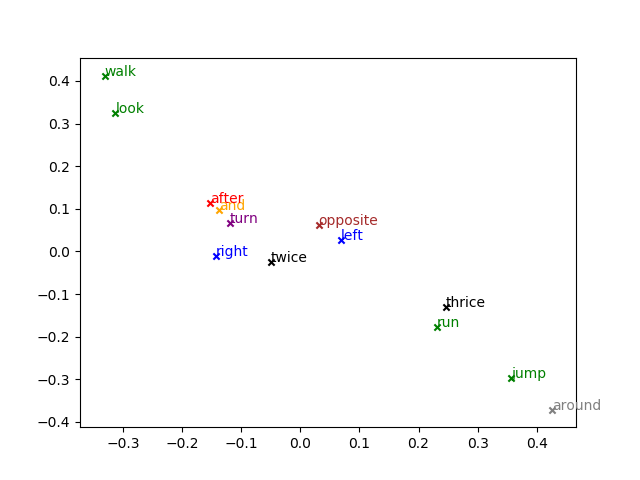 walk
look
after
and
turn
opposite
left
right
twice
thrice
run
jump
around
0.4
0.3
0.2
0.1
0.0
−0.1
−0.2
−0.3
−0.4
−0.3 −0.2 −0.1 0.0 0.1 0.2 0.3 0.4